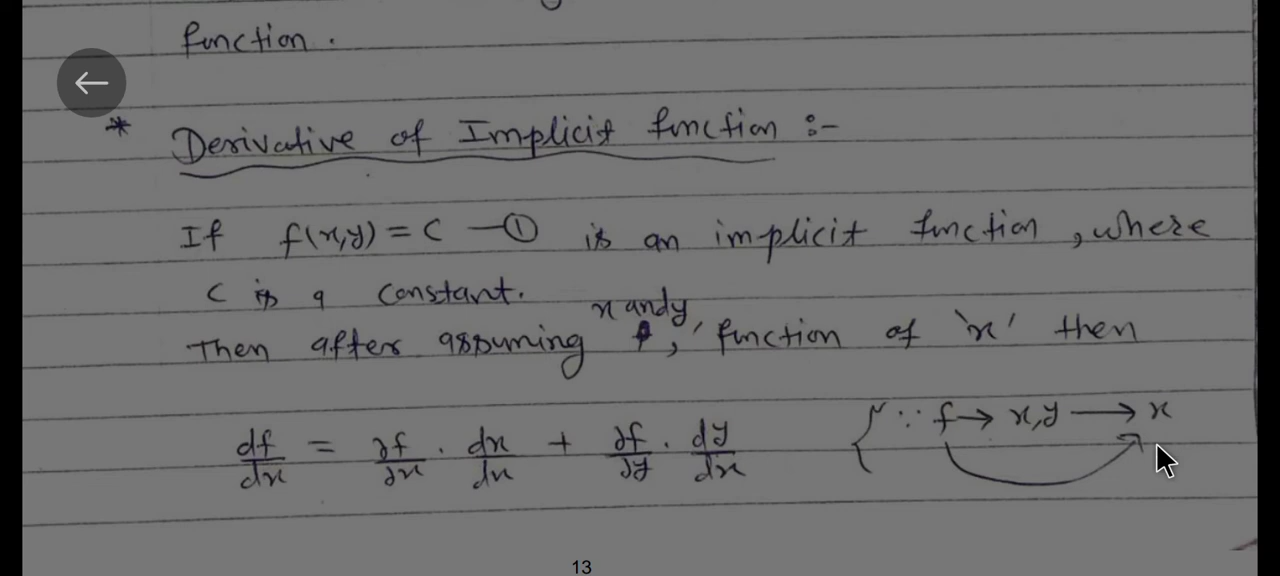 function.
* Derivative of Implicit function :-
If f(x,y) = C —① is an implicit function, where
C is a constant.
x and y,
Then after assuming , function of 'x' then
df/dx = ∂f/∂x . dx/dx + ∂f/∂y . dy/dx { ∵ f → x,y → x
13